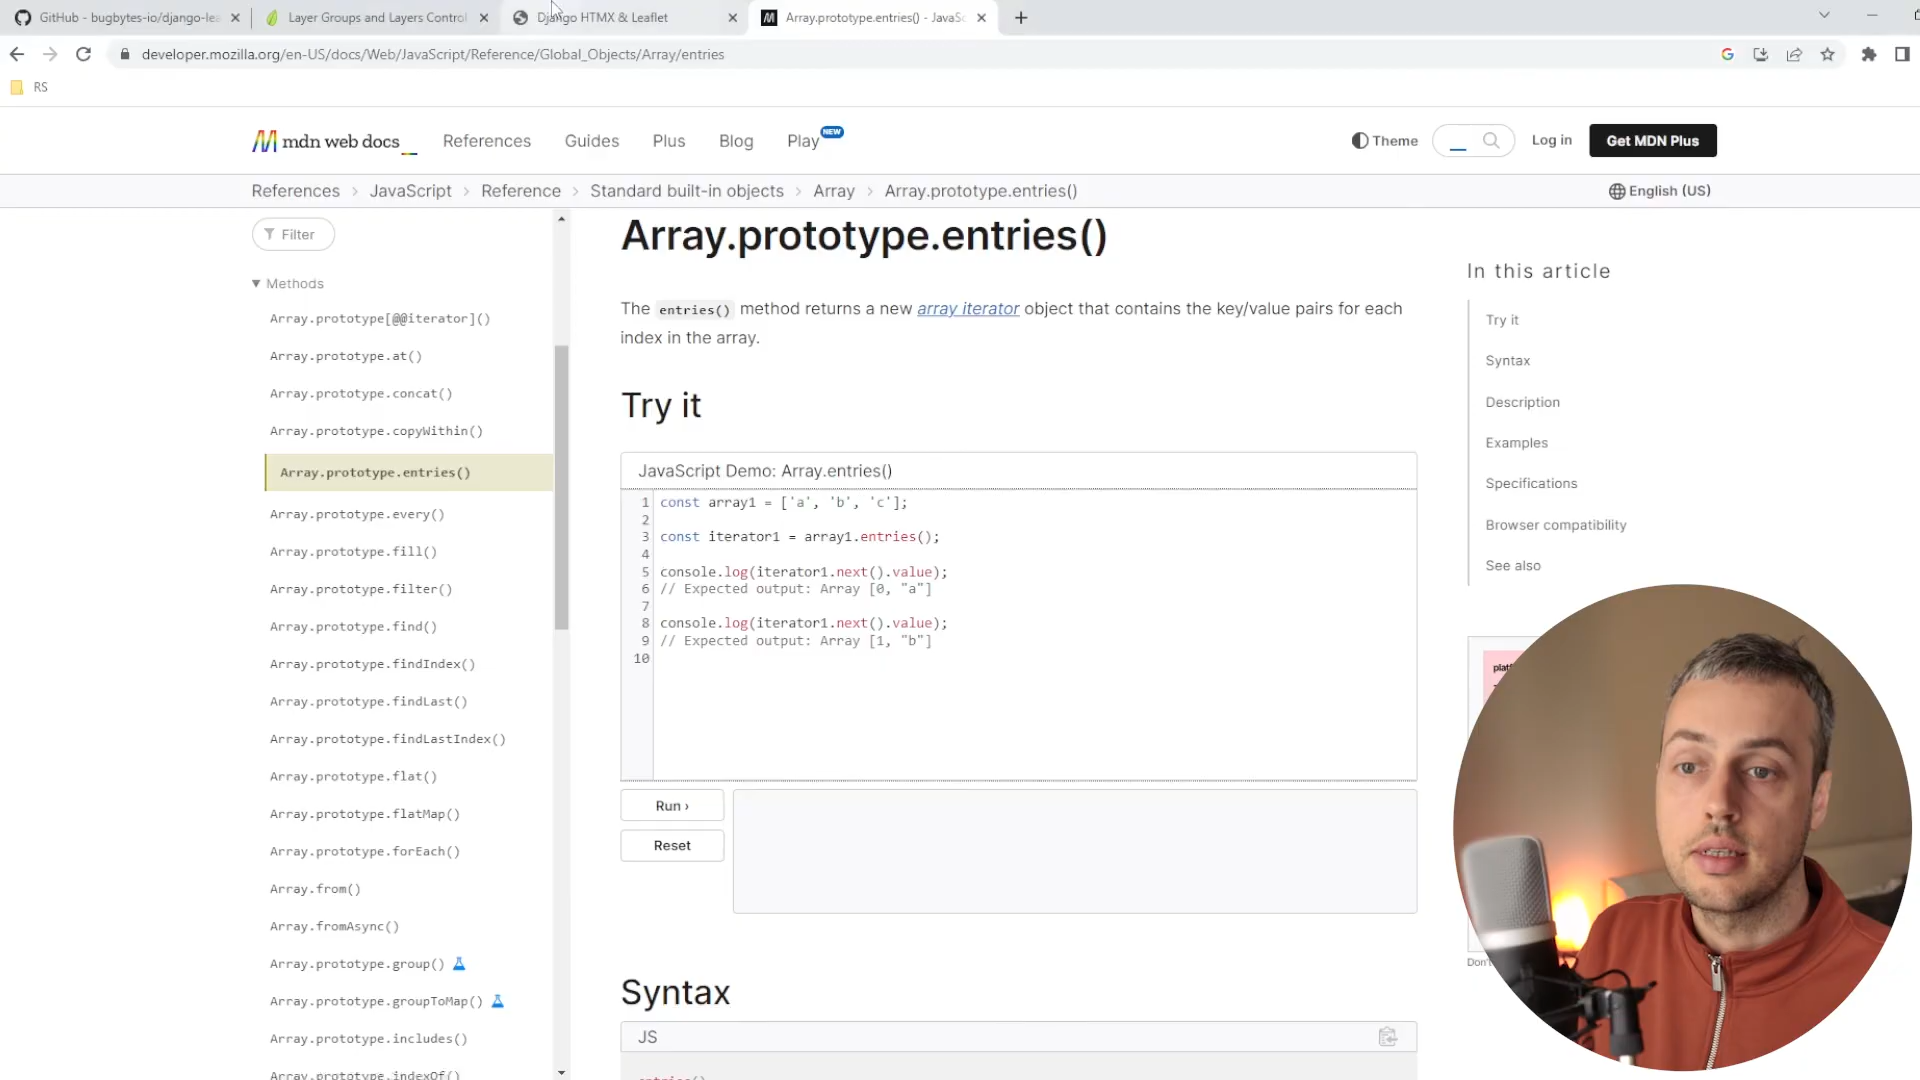 GitHub - bugbytes-io/django-lea
Layer Groups and Layers Control
Django HTMX & Leaflet
Array.prototype.entries() - JavaSc
developer.mozilla.org/en-US/docs/Web/JavaScript/Reference/Global_Objects/Array/entries
RS
mdn web docs
References
Guides
Plus
Blog
Play NEW
Theme
Log in
Get MDN Plus
References > JavaScript > Reference > Standard built-in objects > Array > Array.prototype.entries()
English (US)
Filter
Methods
Array.prototype[@@iterator]()
Array.prototype.at()
Array.prototype.concat()
Array.prototype.copyWithin()
Array.prototype.entries()
Array.prototype.every()
Array.prototype.fill()
Array.prototype.filter()
Array.prototype.find()
Array.prototype.findIndex()
Array.prototype.findLast()
Array.prototype.findLastIndex()
Array.prototype.flat()
Array.prototype.flatMap()
Array.prototype.forEach()
Array.from()
Array.fromAsync()
Array.prototype.group()
Array.prototype.groupToMap()
Array.prototype.includes()
Array.prototype.indexOf()
Array.prototype.entries()
The entries() method returns a new array iterator object that contains the key/value pairs for each
index in the array.
Try it
JavaScript Demo: Array.entries()
1 const array1 = ['a', 'b', 'c'];
2
3 const iterator1 = array1.entries();
4
5 console.log(iterator1.next().value);
6 // Expected output: Array [0, "a"]
7
8 console.log(iterator1.next().value);
9 // Expected output: Array [1, "b"]
10
Run ›
Reset
Syntax
JS
entries()
In this article
Try it
Syntax
Description
Examples
Specifications
Browser compatibility
See also